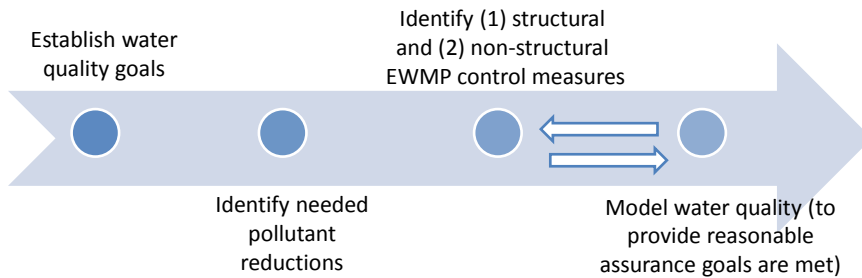 Establish water
quality goals
Identify needed
pollutant
reductions
Identify (1) structural
and (2) non-structural
EWMP control measures
Model water quality (to
provide reasonable
assurance goals are met)